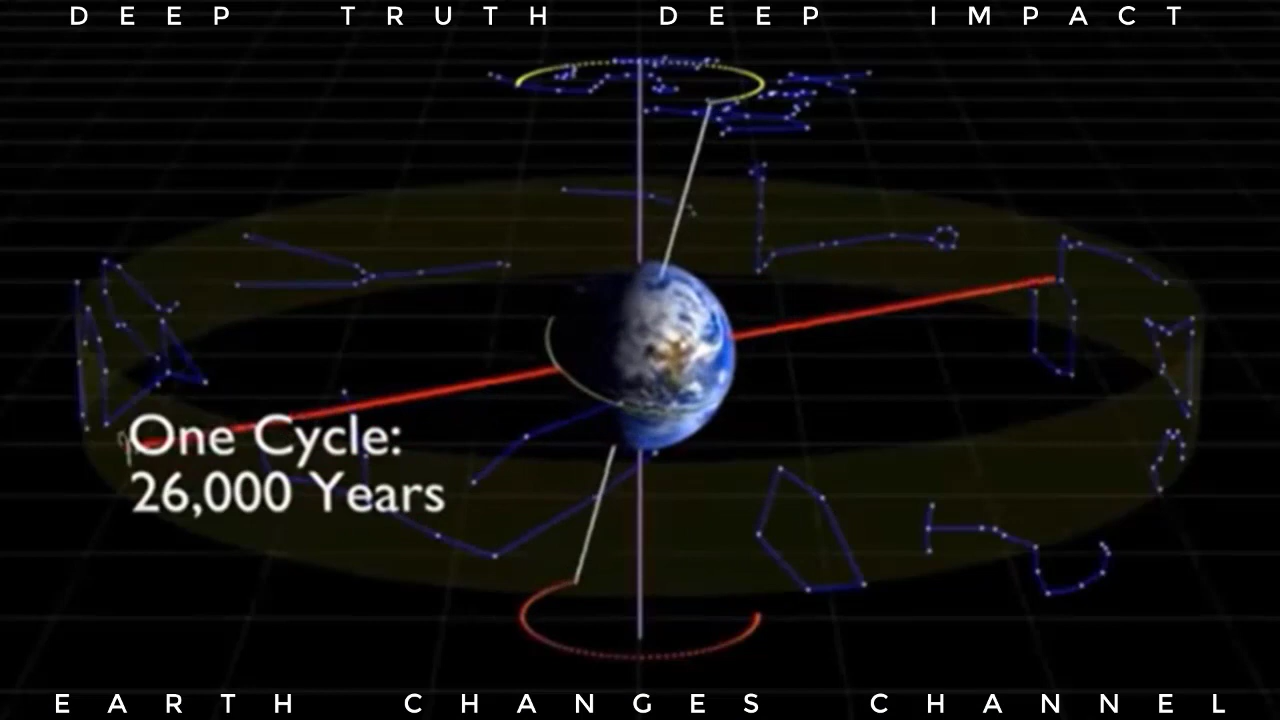 DEEP TRUTH DEEP IMPACT
One Cycle:
26,000 Years
EARTH CHANGES CHANNEL